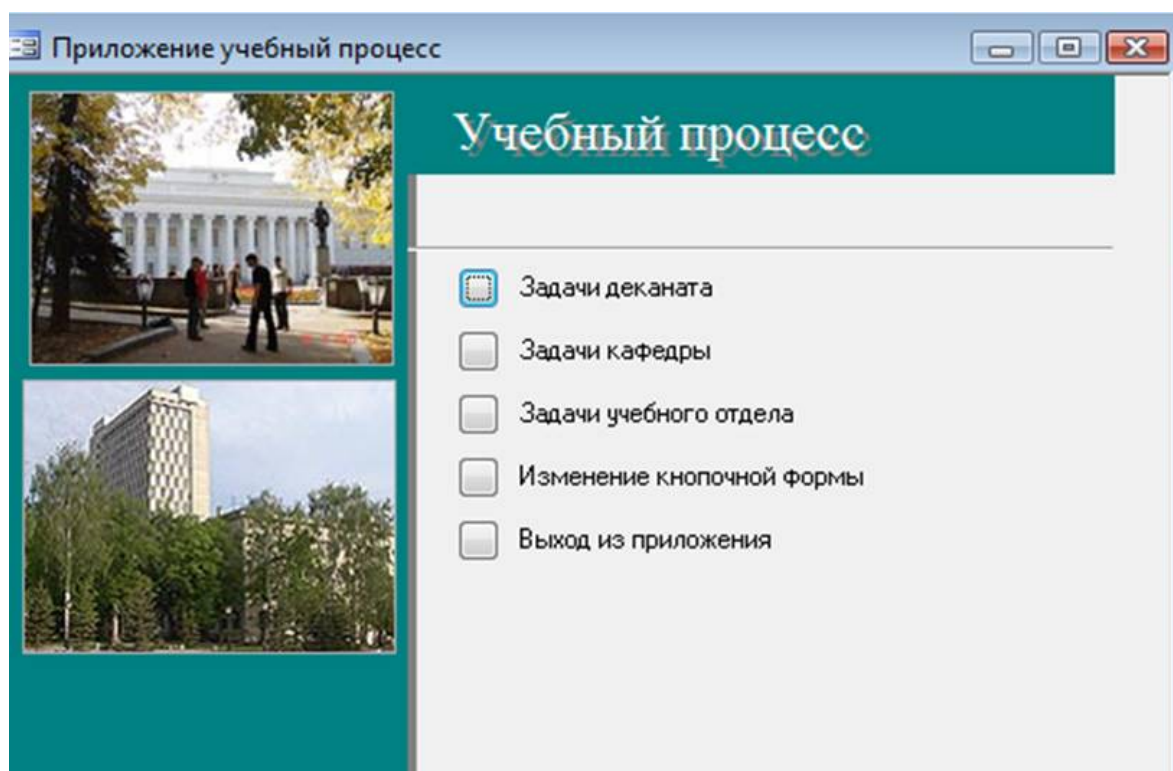 Приложение учебный процесс
Учебный процесс
Задачи деканата
Задачи кафедры
Задачи учебного отдела
Изменение кнопочной формы
Выход из приложения